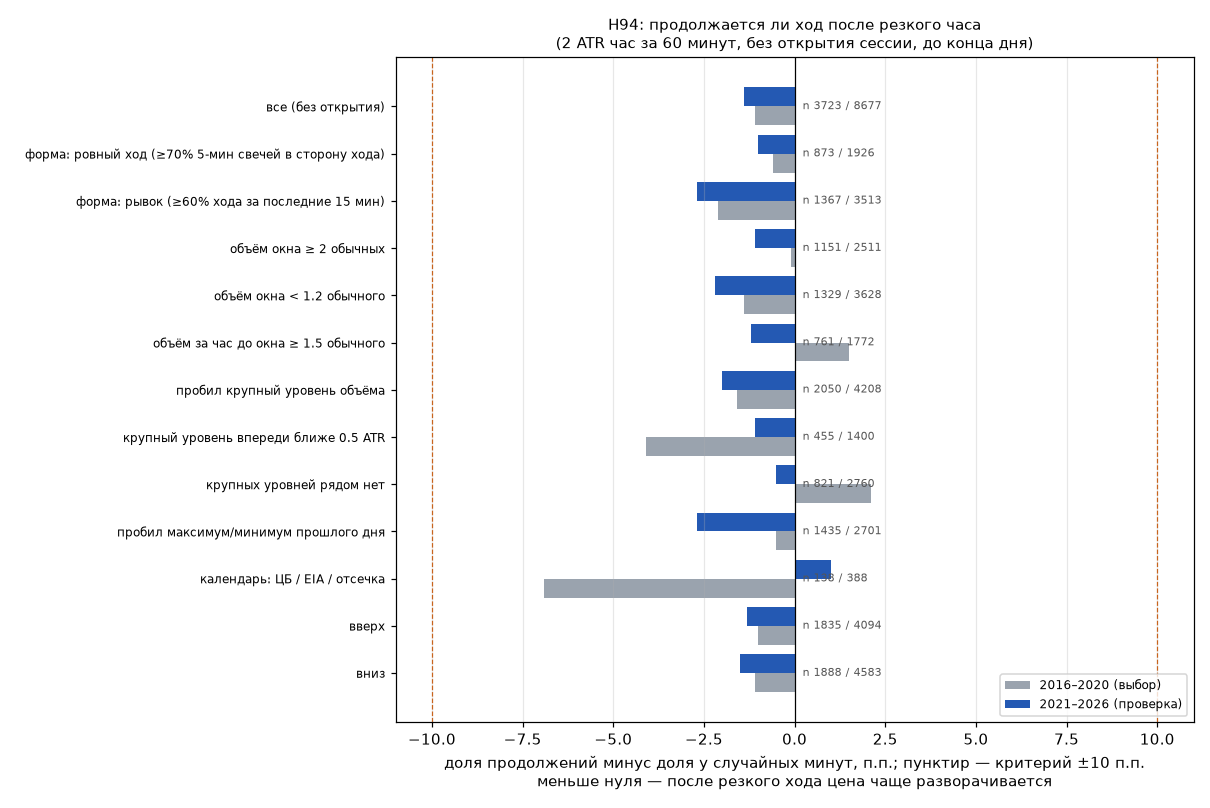 H94: продолжается ли ход после резкого часа
(2 ATR час за 60 минут, без открытия сессии, до конца дня)
все (без открытия)
n 3723 / 8677
форма: ровный ход (≥70% 5-мин свечей в сторону хода)
n 873 / 1926
форма: рывок (≥60% хода за последние 15 мин)
n 1367 / 3513
объём окна ≥ 2 обычных
n 1151 / 2511
объём окна < 1.2 обычного
n 1329 / 3628
объём за час до окна ≥ 1.5 обычного
n 761 / 1772
пробил крупный уровень объёма
n 2050 / 4208
крупный уровень впереди ближе 0.5 ATR
n 455 / 1400
крупных уровней рядом нет
n 821 / 2760
пробил максимум/минимум прошлого дня
n 1435 / 2701
календарь: ЦБ / EIA / отсечка
/ 388
вверх
n 1835 / 4094
вниз
n 1888 / 4583
2016–2020 (выбор)
2021–2026 (проверка)
−10.0 −7.5 −5.0 −2.5 0.0 2.5 5.0 7.5 10.0
доля продолжений минус доля у случайных минут, п.п.; пунктир — критерий ±10 п.п.
меньше нуля — после резкого хода цена чаще разворачивается